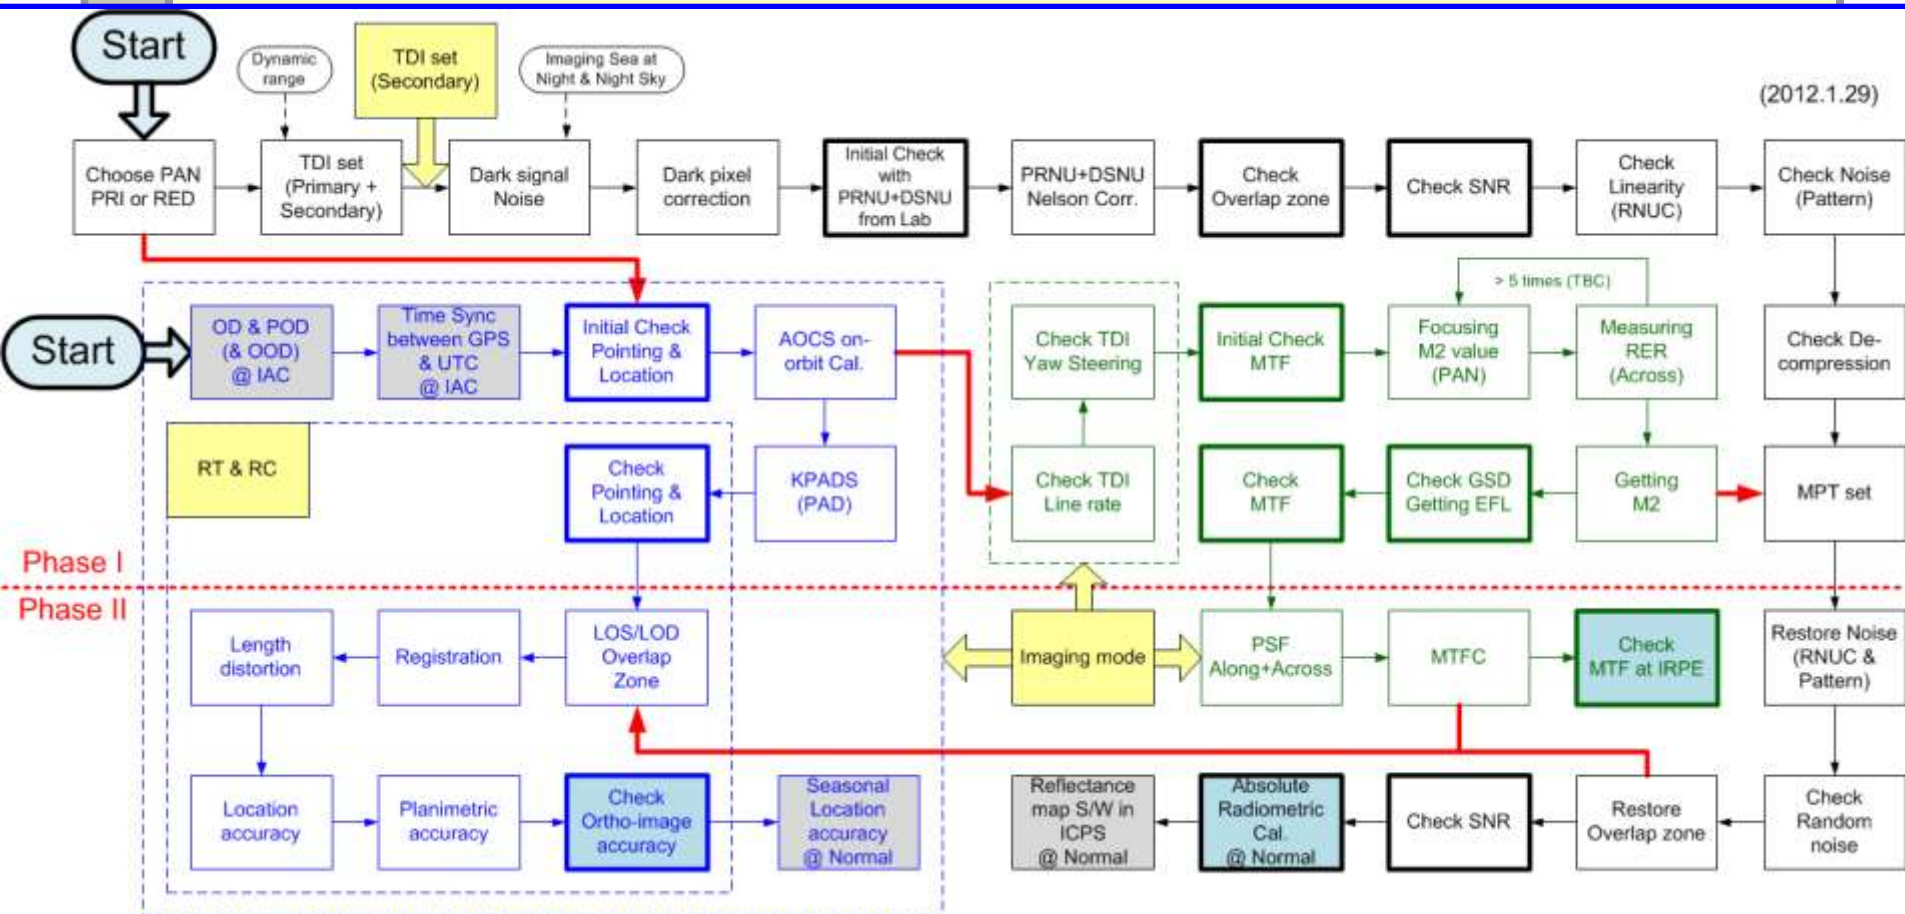 Start
Dynamic
range
TDI set
(Secondary)
Imaging Sea at
Night & Night Sky
(2012.1.29)
Choose PAN
PRI or RED
TDI set
(Primary +
Secondary)
Dark signal
Noise
Dark pixel
correction
Initial Check
with
PRNU+DSNU
from Lab
PRNU+DSNU
Nelson Corr.
Check
Overlap zone
Check SNR
Check
Linearity
(RNUC)
Check Noise
(Pattern)
> 5 times (TBC)
Start
OD & POD
(& OOD)
@ IAC
Time Sync
between GPS
& UTC
@ IAC
Initial Check
Pointing &
Location
AOCS on-
orbit Cal.
Check TDI
Yaw Steering
Initial Check
MTF
Focusing
M2 value
(PAN)
Measuring
RER
(Across)
Check De-
compression
RT & RC
Check
Pointing &
Location
KPADS
(PAD)
Check TDI
Line rate
Check
MTF
Check GSD
Getting EFL
Getting
M2
MPT set
Phase I
Phase II
Length
distortion
Registration
LOS/LOD
Overlap
Zone
Imaging mode
PSF
Along+Across
MTFC
Check
MTF at IRPE
Restore Noise
(RNUC &
Pattern)
Location
accuracy
Planimetric
accuracy
Check
Ortho-image
accuracy
Seasonal
Location
accuracy
@ Normal
Reflectance
map S/W in
ICPS
@ Normal
Absolute
Radiometric
Cal.
@ Normal
Check SNR
Restore
Overlap zone
Check
Random
noise